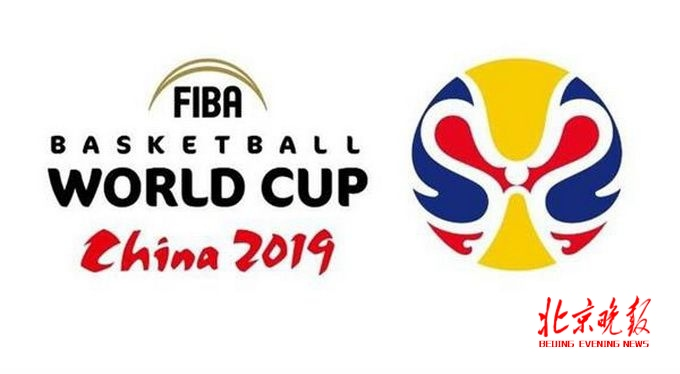 FIBA
BASKETBALL
WORLD CUP
China 2019
北京晚报
BEIJING EVENING NEWS